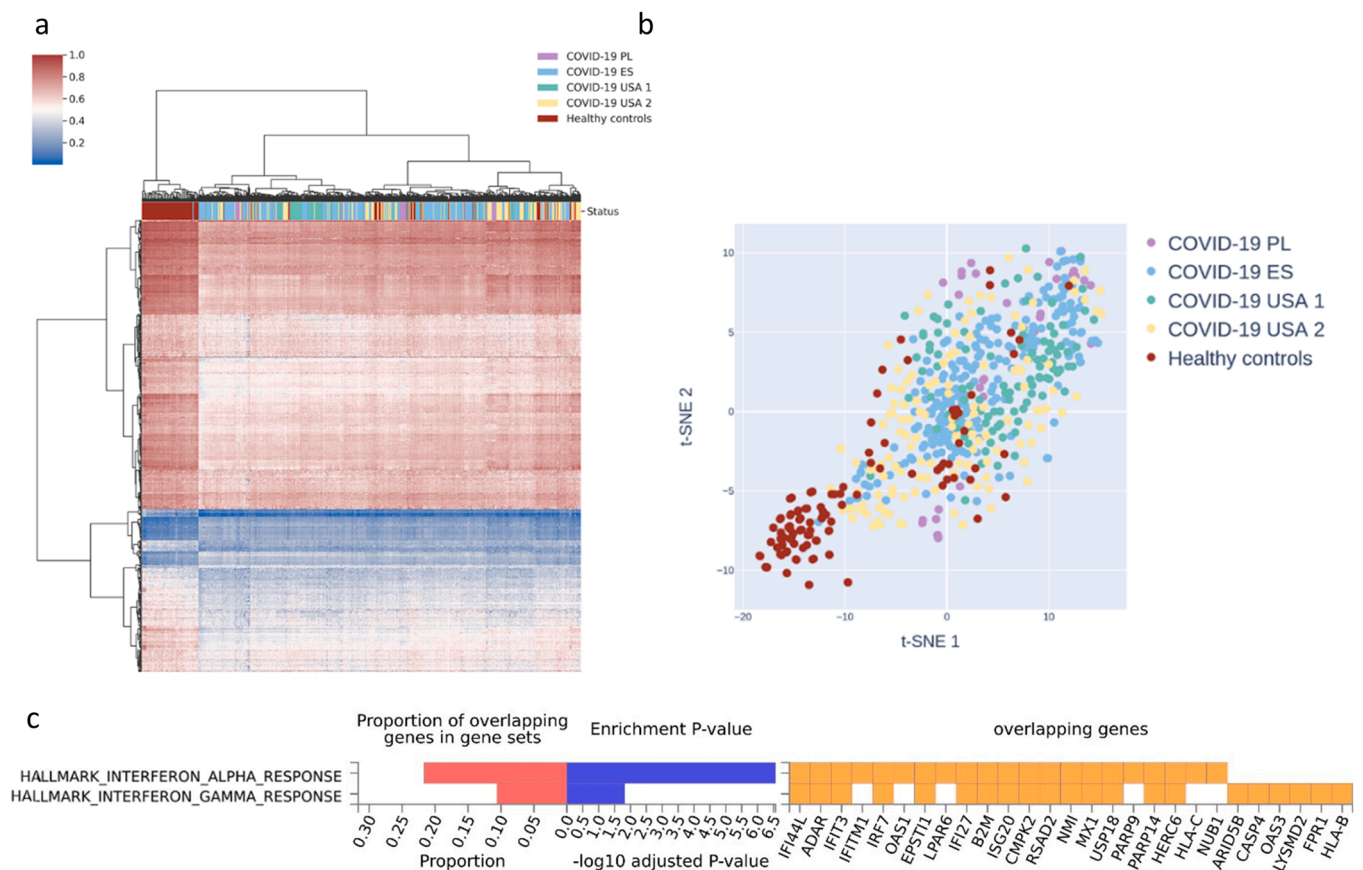 a
1.0
0.8
0.6
0.4
0.2
COVID-19 PL
COVID-19 ES
COVID-19 USA 1
COVID-19 USA 2
Healthy controls
Status
b
10
5
0
−5
−10
−20
−10
0
10
t-SNE 1
t-SNE 2
COVID-19 PL
COVID-19 ES
COVID-19 USA 1
COVID-19 USA 2
Healthy controls
c
Proportion of overlapping
genes in gene sets
Enrichment P-value
overlapping genes
HALLMARK_INTERFERON_ALPHA_RESPONSE
HALLMARK_INTERFERON_GAMMA_RESPONSE
0.30
0.25
0.20
0.15
0.10
0.05
0.0
0.5
1.0
1.5
2.0
2.5
3.0
3.5
4.0
4.5
5.0
5.5
6.0
6.5
Proportion
-log10 adjusted P-value
IFI44L
ADAR
IFIT3
IFITM1
IRF7
OAS1
EPSTI1
LPAR6
IFI27
B2M
ISG20
CMPK2
RSAD2
NMI
MX1
USP18
PARP9
PARP14
HERC6
HLA-C
NUB1
ARID5B
CASP4
OAS3
LYSMD2
FPR1
HLA-B